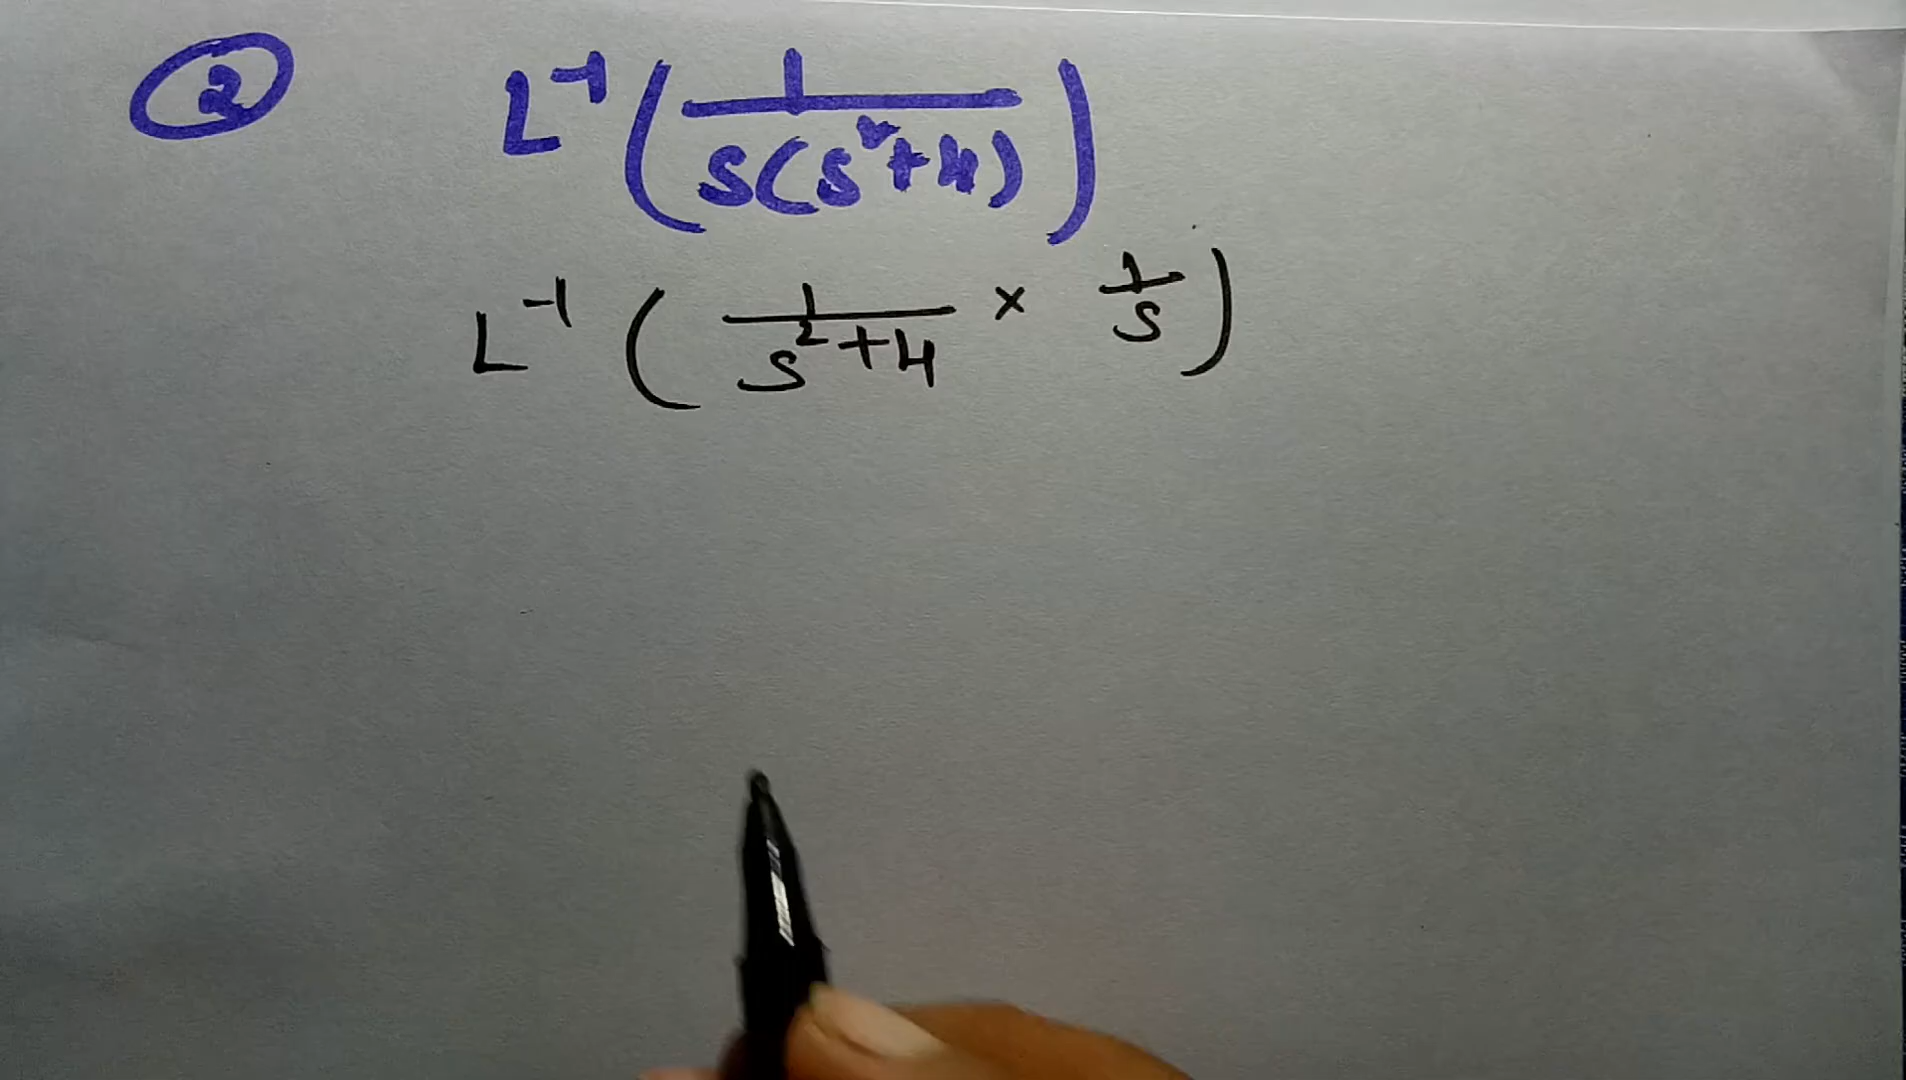 ② L⁻¹(1/(s(s²+4)))
L⁻¹(1/(s²+4) × 1/s)